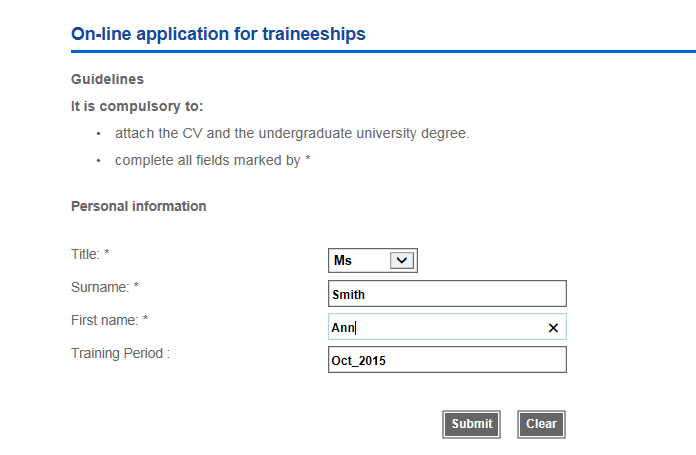 On-line application for traineeships
Guidelines
It is compulsory to:
• attach the CV and the undergraduate university degree.
• complete all fields marked by *
Personal information
Title: * Ms
Surname: * Smith
First name: * Ann
Training Period : Oct_2015
Submit Clear